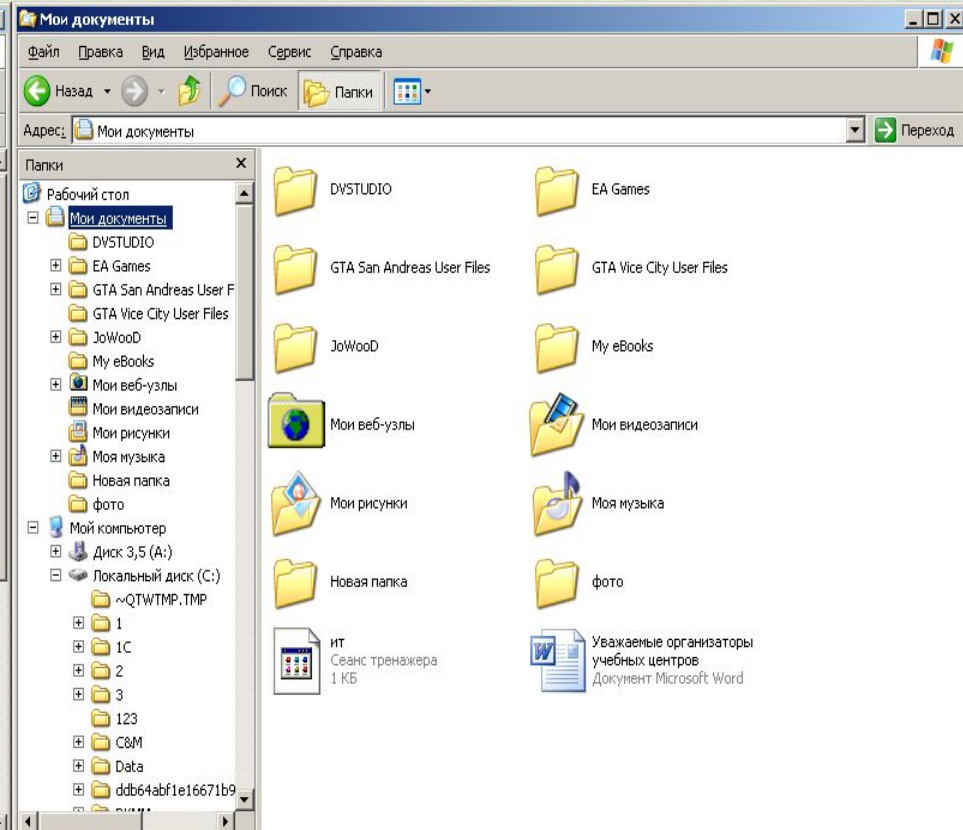 Мои документы
Файл Правка Вид Избранное Сервис Справка
Назад Поиск Папки
Адрес: Мои документы Переход
Папки
Рабочий стол
Мои документы
DVSTUDIO
EA Games
GTA San Andreas User F
GTA Vice City User Files
JoWooD
My eBooks
Мои веб-узлы
Мои видеозаписи
Мои рисунки
Моя музыка
Новая папка
фото
Мой компьютер
Диск 3,5 (A:)
Локальный диск (C:)
~QTWTMP.TMP
1
1C
2
3
123
C&M
Data
ddb64abf1e16671b9
DVSTUDIO
EA Games
GTA San Andreas User Files
GTA Vice City User Files
JoWooD
My eBooks
Мои веб-узлы
Мои видеозаписи
Мои рисунки
Моя музыка
Новая папка
фото
ит
Сеанс тренажера
1 КБ
Уважаемые организаторы
учебных центров
Документ Microsoft Word